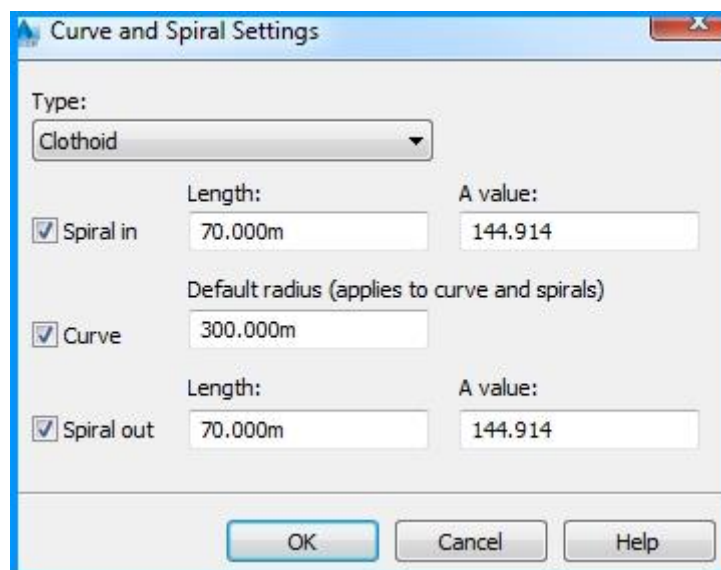 Curve and Spiral Settings
Type:
Clothoid
Length: A value:
Spiral in 70.000m 144.914
Default radius (applies to curve and spirals)
Curve 300.000m
Length: A value:
Spiral out 70.000m 144.914
OK Cancel Help